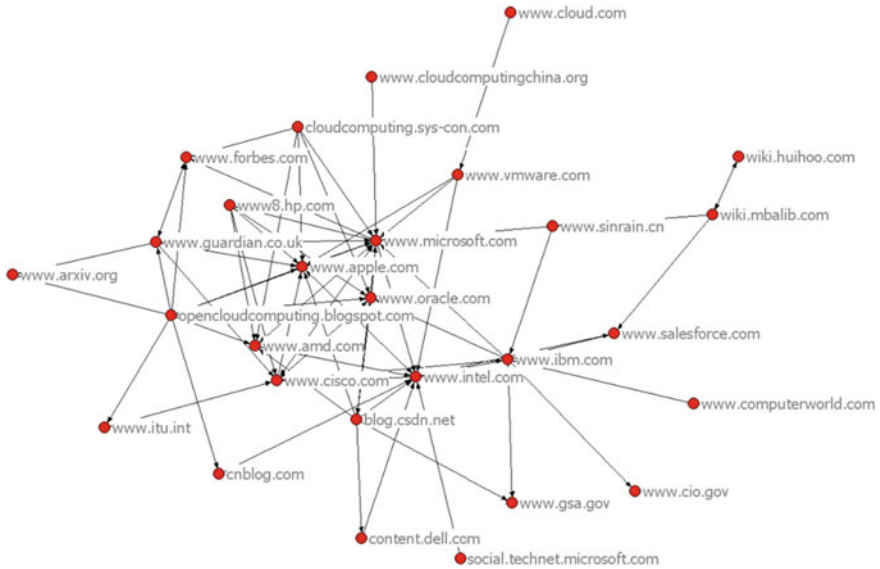 www.cloud.com
www.cloudcomputingchina.org
cloudcomputing.sys-con.com
www.forbes.com
wiki.huihoo.com
www.vmware.com
www8.hp.com
wiki.mbalib.com
www.sinrain.cn
www.guardian.co.uk
www.microsoft.com
www.arxiv.org
www.apple.com
www.oracle.com
opencloudcomputing.blogspot.com
www.salesforce.com
www.amd.com
www.ibm.com
www.cisco.com
www.intel.com
www.computerworld.com
blog.csdn.net
www.itu.int
cnblog.com
www.cio.gov
www.gsa.gov
content.dell.com
social.technet.microsoft.com